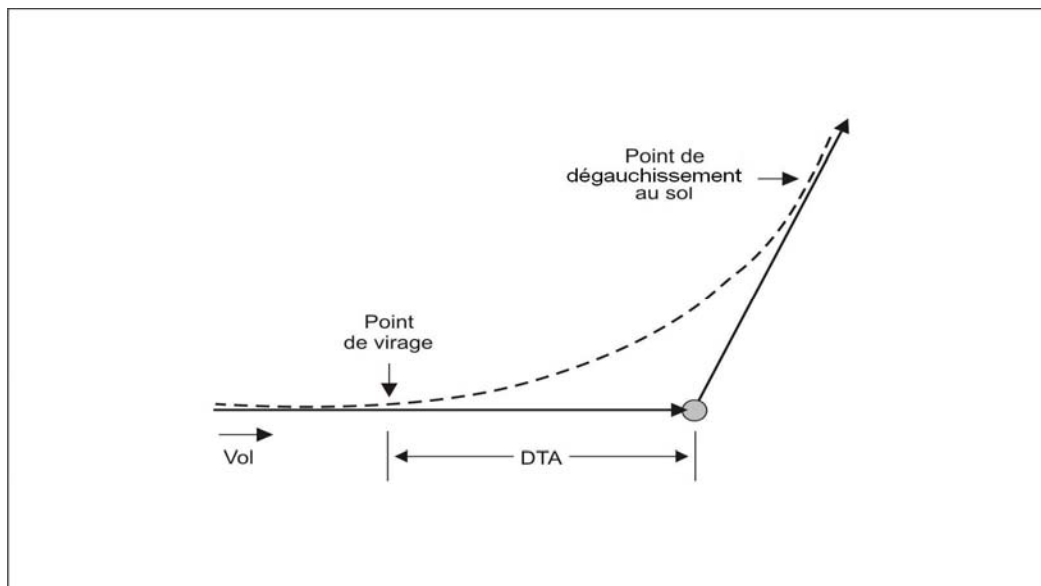 Point de
dégauchissement
au sol
Point
de virage
Vol
DTA